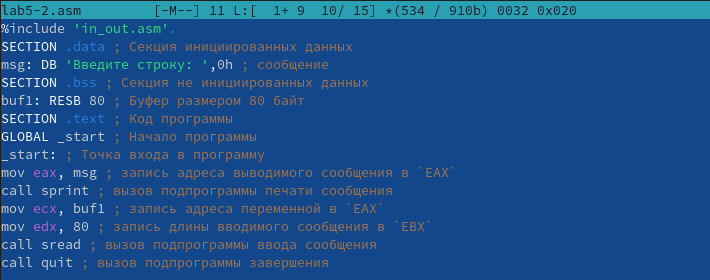 lab5-2.asm [-M--] 11 L:[ 1+ 9 10/ 15] *(534 / 910b) 0032 0x020
%include 'in_out.asm'.
SECTION .data ; Секция инициированных данных
msg: DB 'Введите строку: ',0h ; сообщение
SECTION .bss ; Секция не инициированных данных
buf1: RESB 80 ; Буфер размером 80 байт
SECTION .text ; Код программы
GLOBAL _start ; Начало программы
_start: ; Точка входа в программу
mov eax, msg ; запись адреса выводимого сообщения в `EAX`
call sprint ; вызов подпрограммы печати сообщения
mov ecx, buf1 ; запись адреса переменной в `EAX`
mov edx, 80 ; запись длины вводимого сообщения в `EBX`
call sread ; вызов подпрограммы ввода сообщения
call quit ; вызов подпрограммы завершения